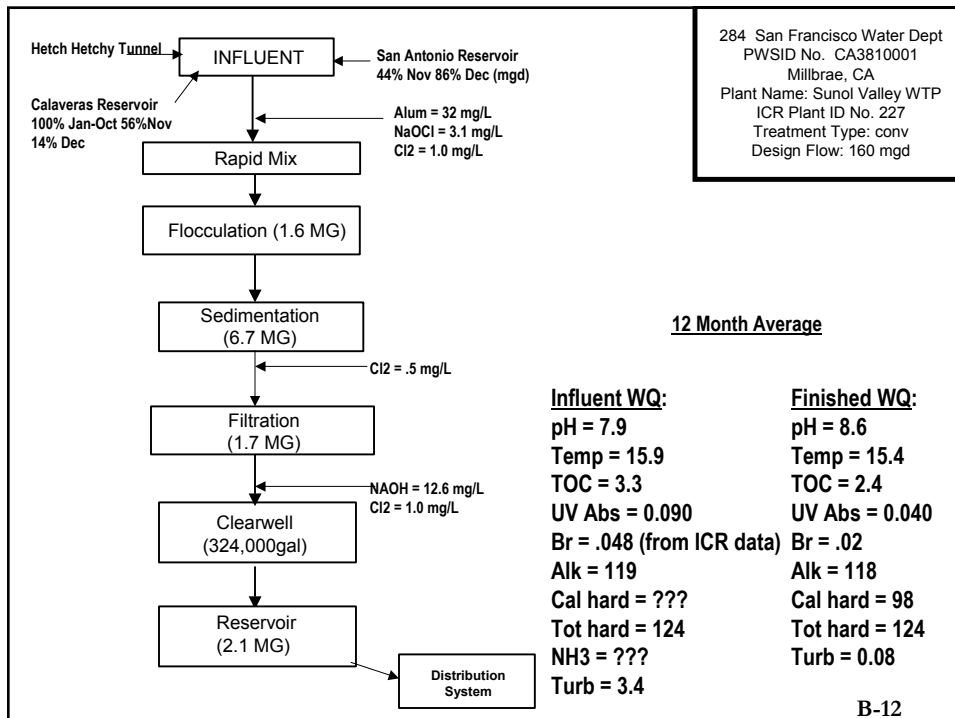 284 San Francisco Water Dept
PWSID No. CA3810001
Millbrae, CA
Plant Name: Sunol Valley WTP
ICR Plant ID No. 227
Treatment Type: conv
Design Flow: 160 mgd
Hetch Hetchy Tunnel
INFLUENT
San Antonio Reservoir
44% Nov 86% Dec (mgd)
Calaveras Reservoir
100% Jan-Oct 56%Nov
14% Dec
Alum = 32 mg/L
NaOCl = 3.1 mg/L
Cl2 = 1.0 mg/L
Rapid Mix
Flocculation (1.6 MG)
Sedimentation
(6.7 MG)
Cl2 = .5 mg/L
Filtration
(1.7 MG)
NAOH = 12.6 mg/L
Cl2 = 1.0 mg/L
Clearwell
(324,000gal)
Reservoir
(2.1 MG)
Distribution
System
12 Month Average
Influent WQ:
pH = 7.9
Temp = 15.9
TOC = 3.3
UV Abs = 0.090
Br = .048 (from ICR data)
Alk = 119
Cal hard = ???
Tot hard = 124
NH3 = ???
Turb = 3.4
Finished WQ:
pH = 8.6
Temp = 15.4
TOC = 2.4
UV Abs = 0.040
Br = .02
Alk = 118
Cal hard = 98
Tot hard = 124
Turb = 0.08
B-12